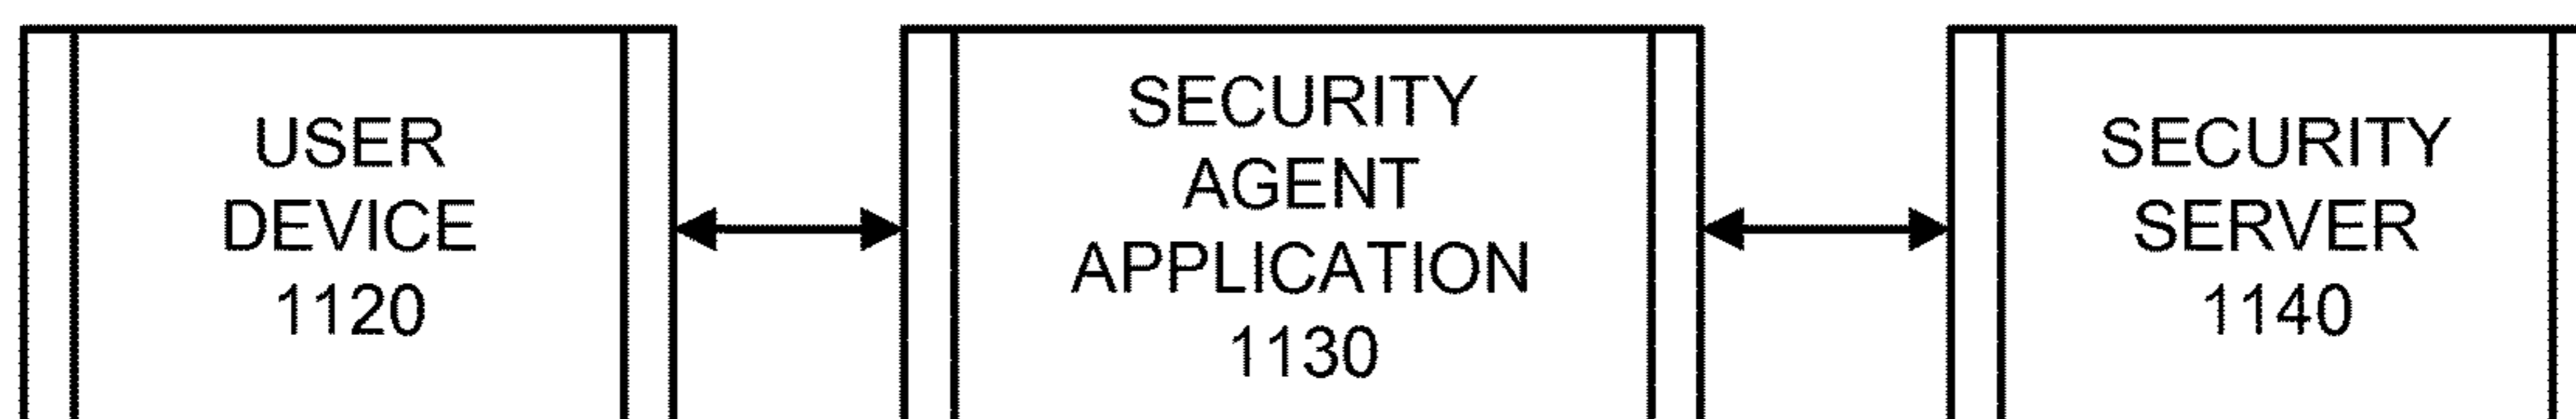 USER
DEVICE
1120
SECURITY
AGENT
APPLICATION
1130
SECURITY
SERVER
1140